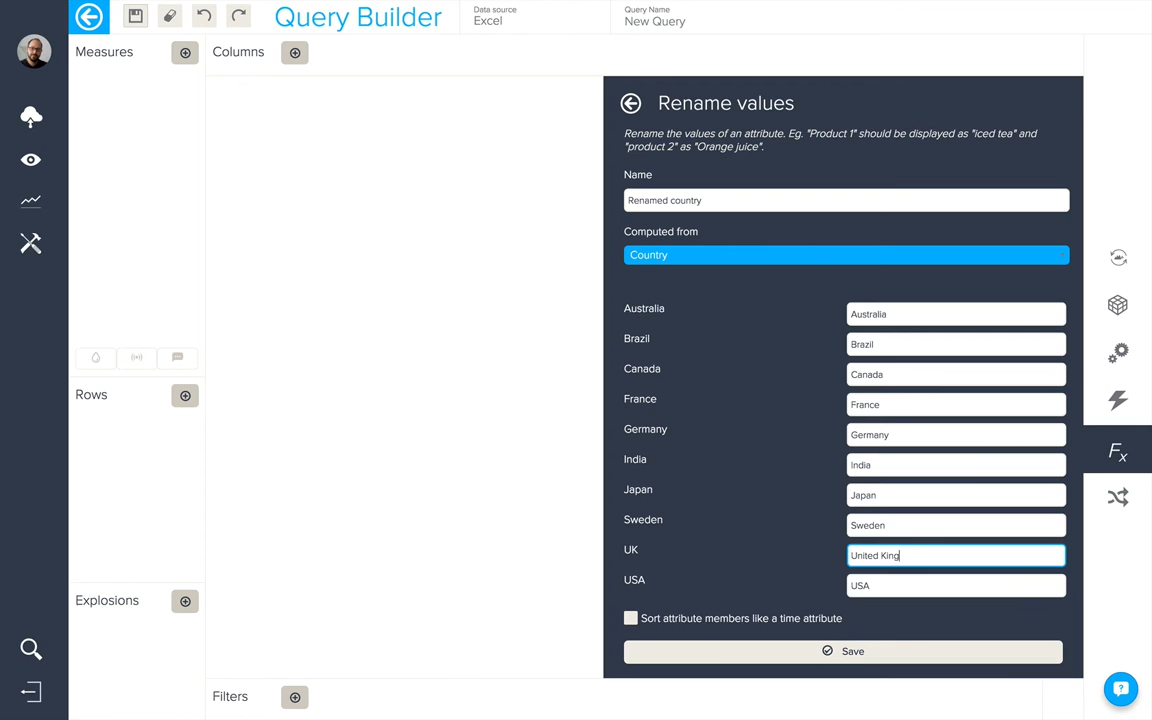 Query Builder
Data source
Excel
Query Name
New Query
Measures
Columns
Rename values
Rename the values of an attribute. Eg. "Product 1" should be displayed as "iced tea" and
"product 2" as "Orange juice".
Name
Renamed country
Computed from
Country
Australia Australia
Brazil Brazil
Canada Canada
France France
Germany Germany
India India
Japan Japan
Sweden Sweden
UK United King
USA USA
Sort attribute members like a time attribute
Save
Rows
Explosions
Filters
Fx